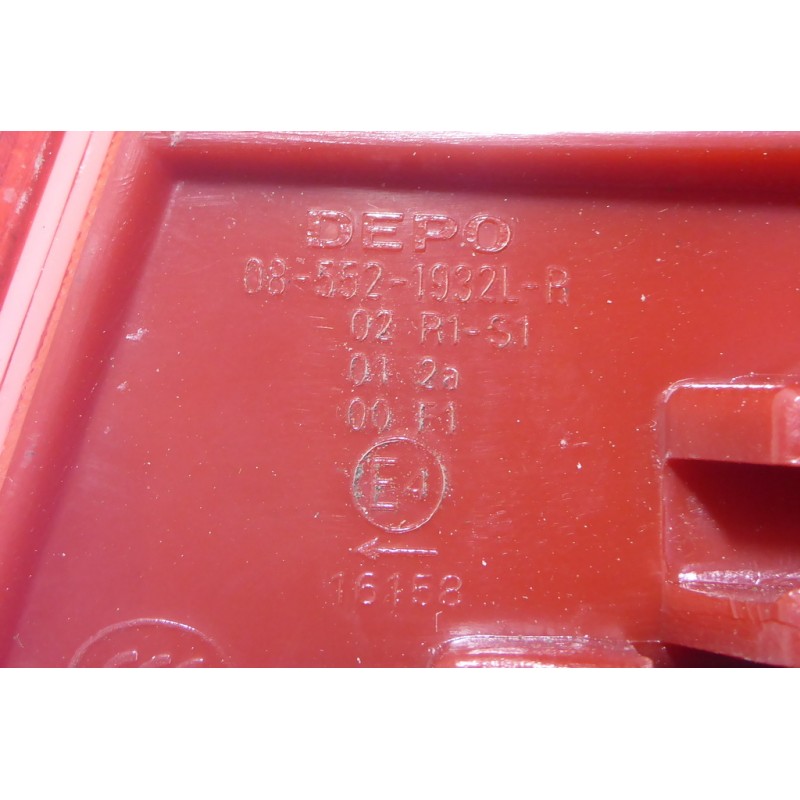 DEPO
08-552-1932L-R
02 R1-S1
01 2a
00 F1
E4
←
16158